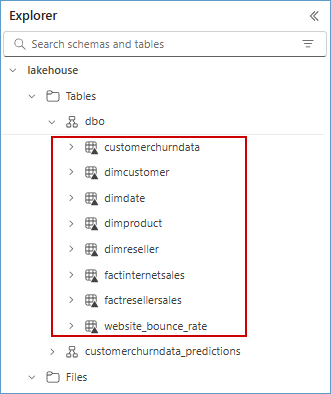 Explorer
Search schemas and tables
lakehouse
Tables
dbo
customerchurndata
dimcustomer
dimdate
dimproduct
dimreseller
factinternetsales
factresellersales
website_bounce_rate
customerchurndata_predictions
Files